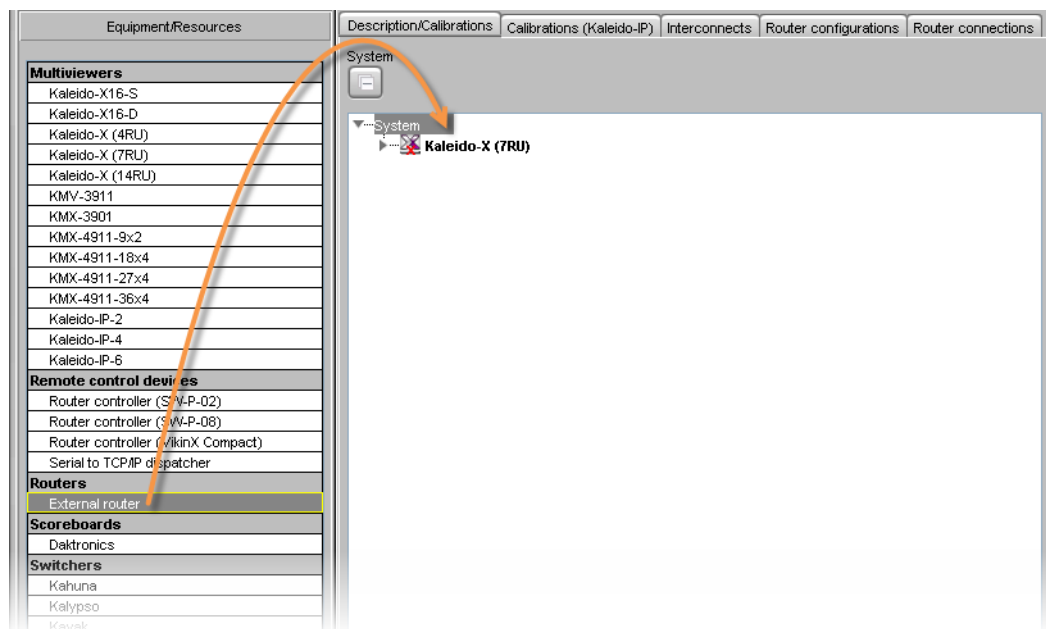 Equipment/Resources
Multiviewers
Kaleido-X16-S
Kaleido-X16-D
Kaleido-X (4RU)
Kaleido-X (7RU)
Kaleido-X (14RU)
KMV-3911
KMX-3901
KMX-4911-9x2
KMX-4911-18x4
KMX-4911-27x4
KMX-4911-36x4
Kaleido-IP-2
Kaleido-IP-4
Kaleido-IP-6
Remote control devices
Router controller (SW-P-02)
Router controller (SW-P-08)
Router controller (VikinX Compact)
Serial to TCP/IP dispatcher
Routers
External router
Scoreboards
Daktronics
Switchers
Kahuna
Kalypso
Kayak
Description/Calibrations Calibrations (Kaleido-IP) Interconnects Router configurations Router connections
System
System
Kaleido-X (7RU)